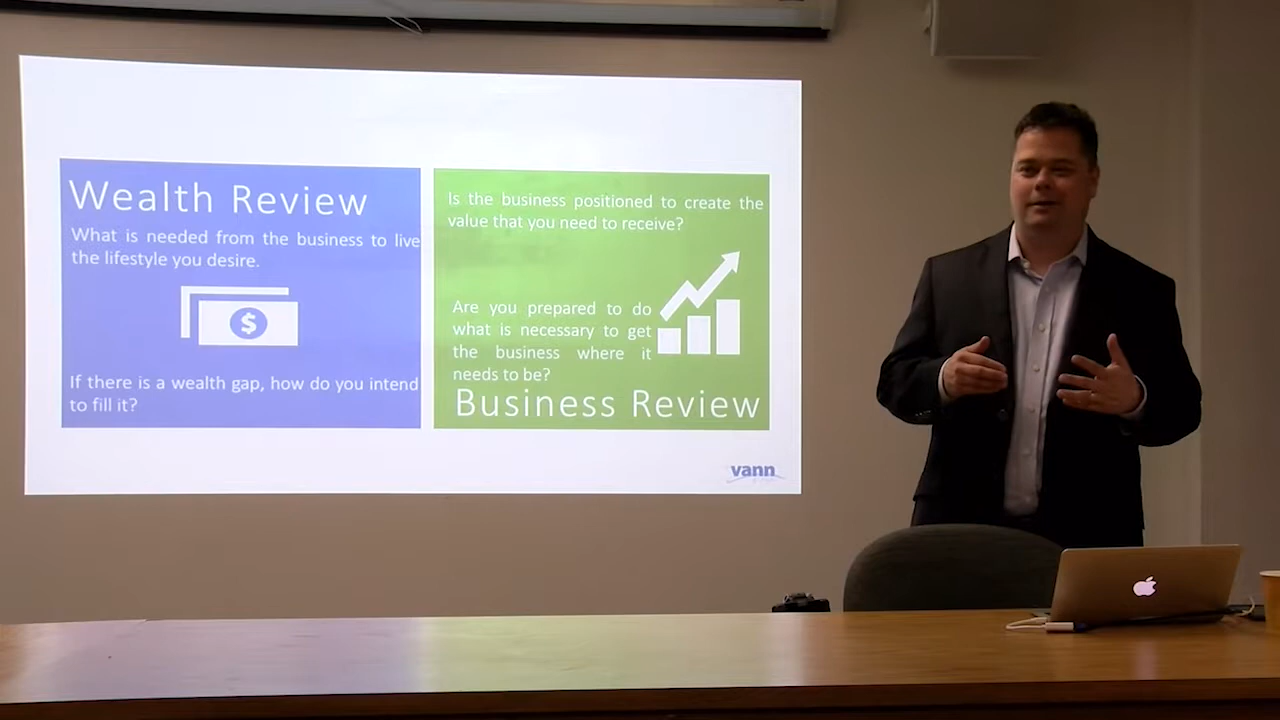 Wealth Review
What is needed from the business to live
the lifestyle you desire.
$
If there is a wealth gap, how do you intend
to fill it?
Is the business positioned to create the
value that you need to receive?
Are you prepared to do
what is necessary to get
the business where it
needs to be?
Business Review
vann